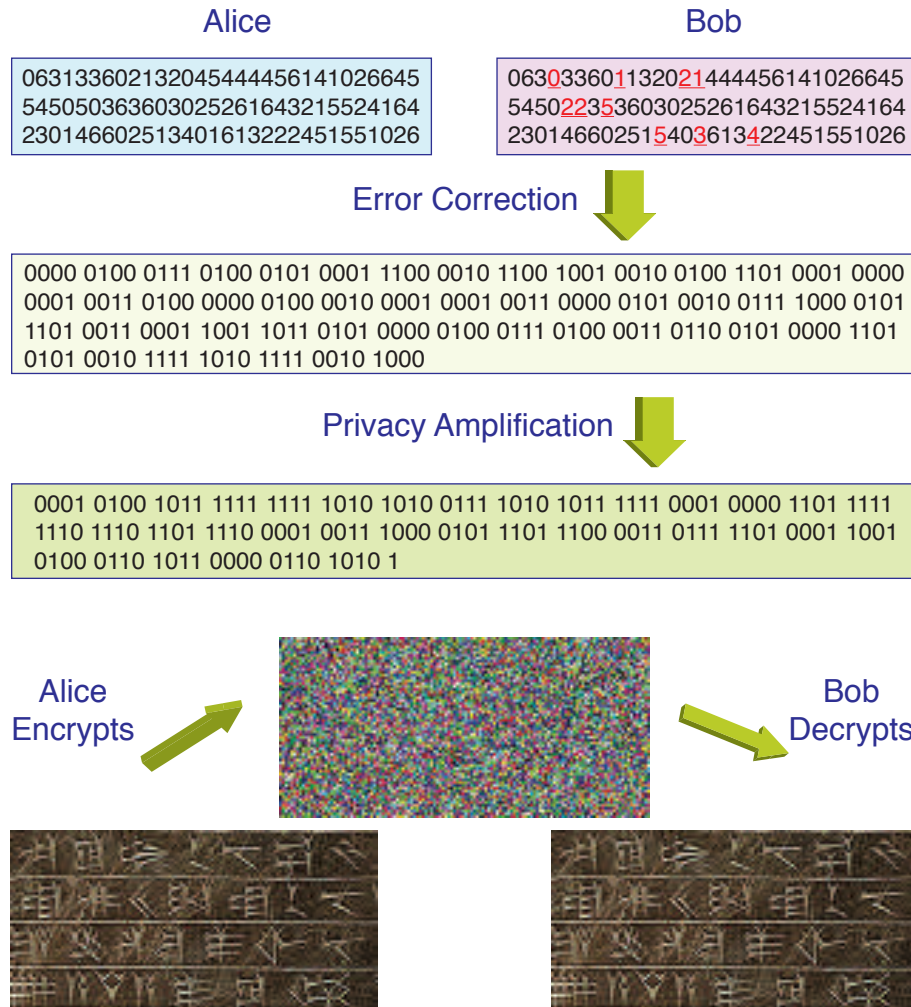 Alice
Bob
063133602132045444456141026645
545050363603025261643215524164
230146602513401613222451551026
063033601132021444456141026645
545022353603025261643215524164
230146602515403613422451551026
Error Correction
0000 0100 0111 0100 0101 0001 1100 0010 1100 1001 0010 0100 1101 0001 0000
0001 0011 0100 0000 0100 0010 0001 0001 0011 0000 0101 0010 0111 1000 0101
1101 0011 0001 1001 1011 0101 0000 0100 0111 0100 0011 0110 0101 0000 1101
0101 0010 1111 1010 1111 0010 1000
Privacy Amplification
0001 0100 1011 1111 1111 1010 1010 0111 1010 1011 1111 0001 0000 1101 1111
1110 1110 1101 1110 0001 0011 1000 0101 1101 1100 0011 0111 1101 0001 1001
0100 0110 1011 0000 0110 1010 1
Alice
Encrypts
Bob
Decrypts